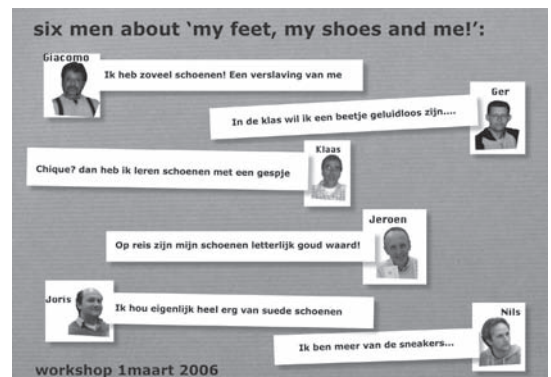 six men about ‘my feet, my shoes and me!’:
Giacomo
Ik heb zoveel schoenen! Een verslaving van me
Ger
In de klas wil ik een beetje geluidloos zijn....
Klaas
Chique? dan heb ik leren schoenen met een gespje
Jeroen
Op reis zijn mijn schoenen letterlijk goud waard!
Joris
Ik hou eigenlijk heel erg van suede schoenen
Nils
Ik ben meer van de sneakers...
workshop 1maart 2006